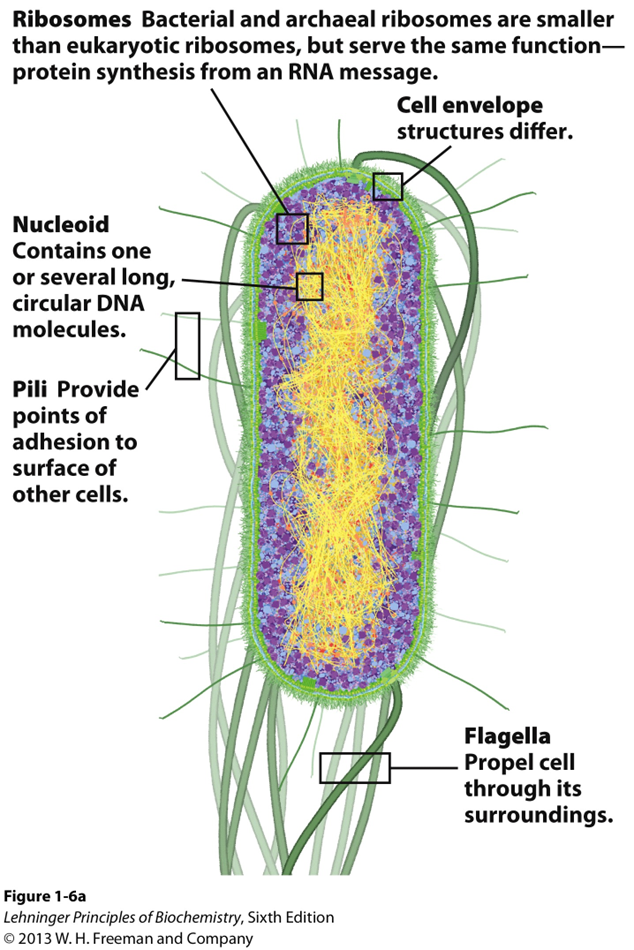 Ribosomes Bacterial and archaeal ribosomes are smaller
than eukaryotic ribosomes, but serve the same function—
protein synthesis from an RNA message.
Cell envelope
structures differ.
Nucleoid
Contains one
or several long,
circular DNA
molecules.
Pili Provide
points of
adhesion to
surface of
other cells.
Flagella
Propel cell
through its
surroundings.
Figure 1-6a
Lehninger Principles of Biochemistry, Sixth Edition
© 2013 W. H. Freeman and Company